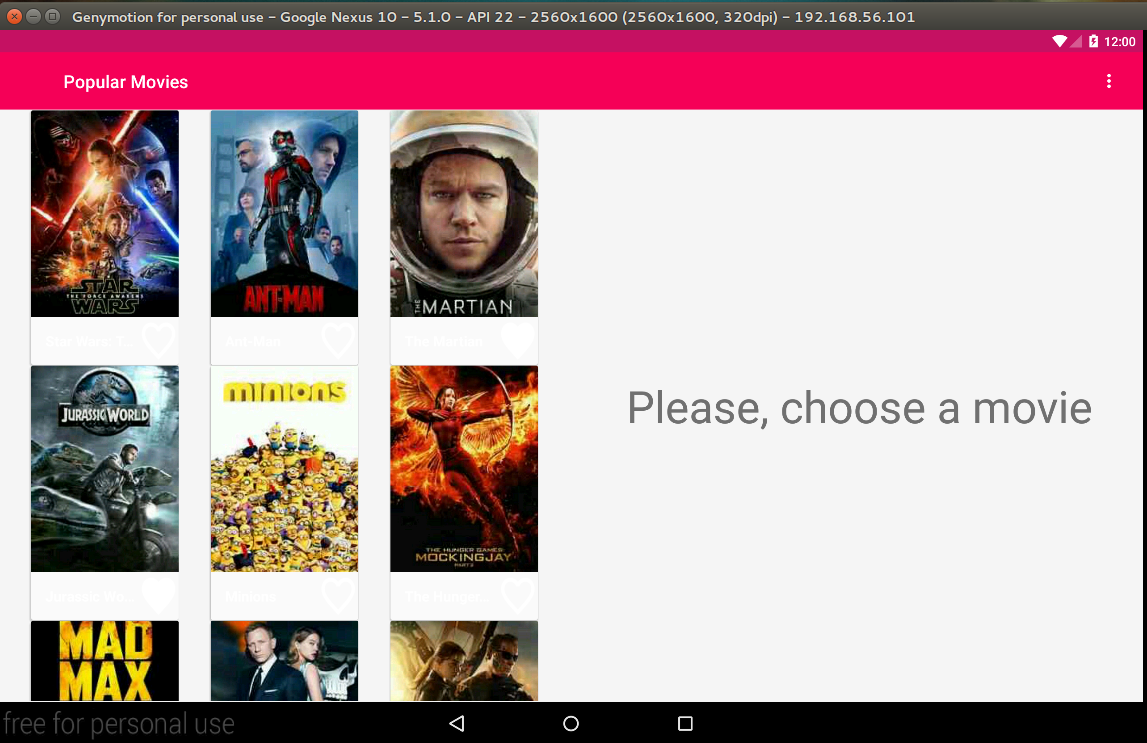 Genymotion for personal use – Google Nexus 10 – 5.1.0 – API 22 – 2560x1600 (2560x1600, 320dpi) – 192.168.56.101
12:00
Popular Movies
STAR
THE FORCE AWAKENS
WARS
ANT-MAN
THE MARTIAN
Star Wars: T...
Ant-Man
The Martian
JURASSIC WORLD
MINIONS
THE HUNGER GAMES
MOCKINGJAY
PART 2
Please, choose a movie
Jurassic Wo...
Minions
The Hunger...
MAD
MAX
free for personal use